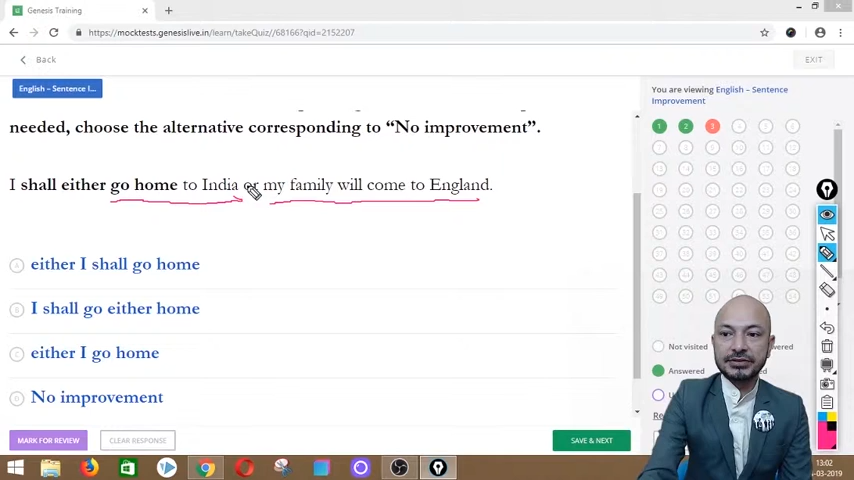 Genesis Training
https://mocktests.genesislive.in/learn/takeQuiz//68166?qid=2152207
Back
EXIT
English – Sentence I...
You are viewing English – Sentence
Improvement
needed, choose the alternative corresponding to “No improvement”.
1 2 3
I shall either go home to India or my family will come to England.
A either I shall go home
B I shall go either home
C either I go home
D No improvement
Not visited
Answered
MARK FOR REVIEW
CLEAR RESPONSE
SAVE & NEXT
13:02
-03-2019